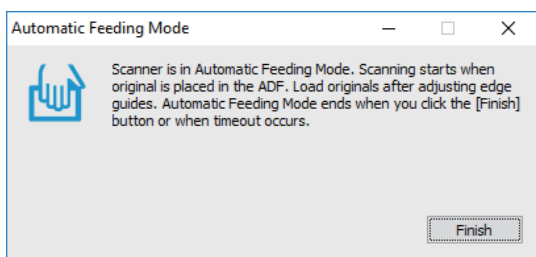 Automatic Feeding Mode
Scanner is in Automatic Feeding Mode. Scanning starts when
original is placed in the ADF. Load originals after adjusting edge
guides. Automatic Feeding Mode ends when you click the [Finish]
button or when timeout occurs.
Finish